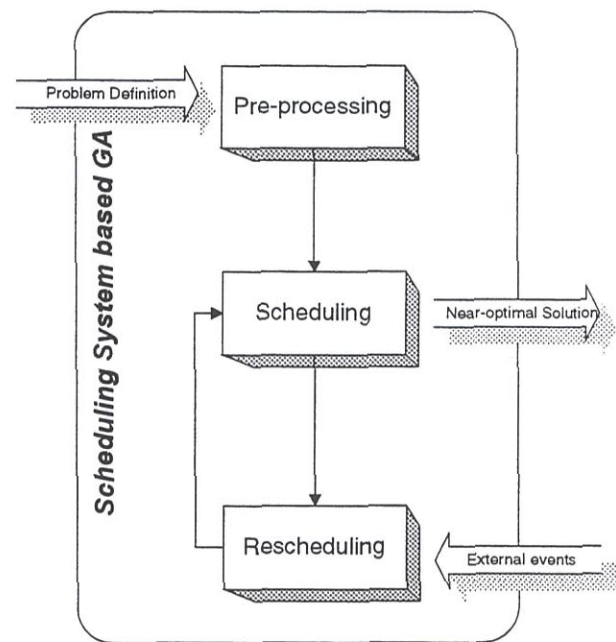 Problem Definition
Pre-processing
Scheduling System based GA
Scheduling
Near-optimal Solution
Rescheduling
External events